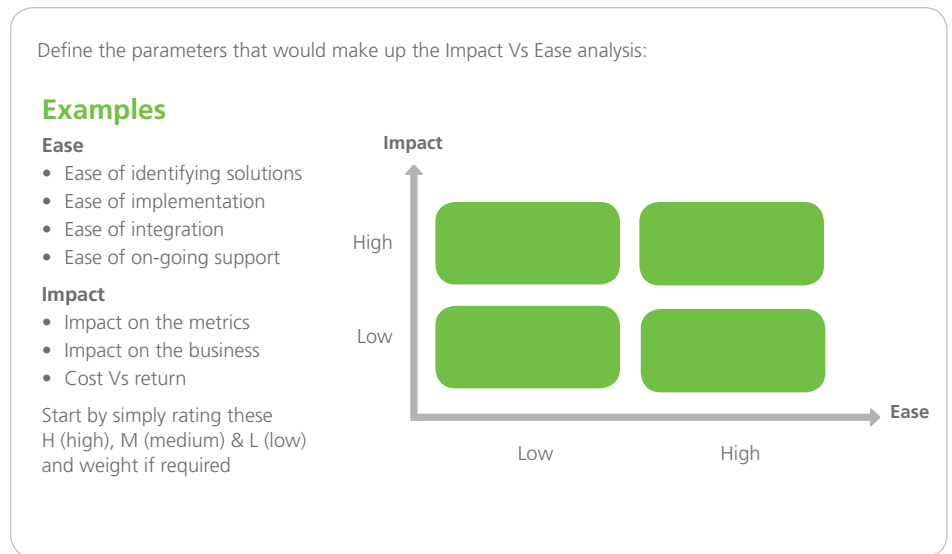 Define the parameters that would make up the Impact Vs Ease analysis:
Examples
Ease
• Ease of identifying solutions
• Ease of implementation
• Ease of integration
• Ease of on-going support
Impact
• Impact on the metrics
• Impact on the business
• Cost Vs return
Start by simply rating these
H (high), M (medium) & L (low)
and weight if required
Impact
High
Low
Ease
Low
High